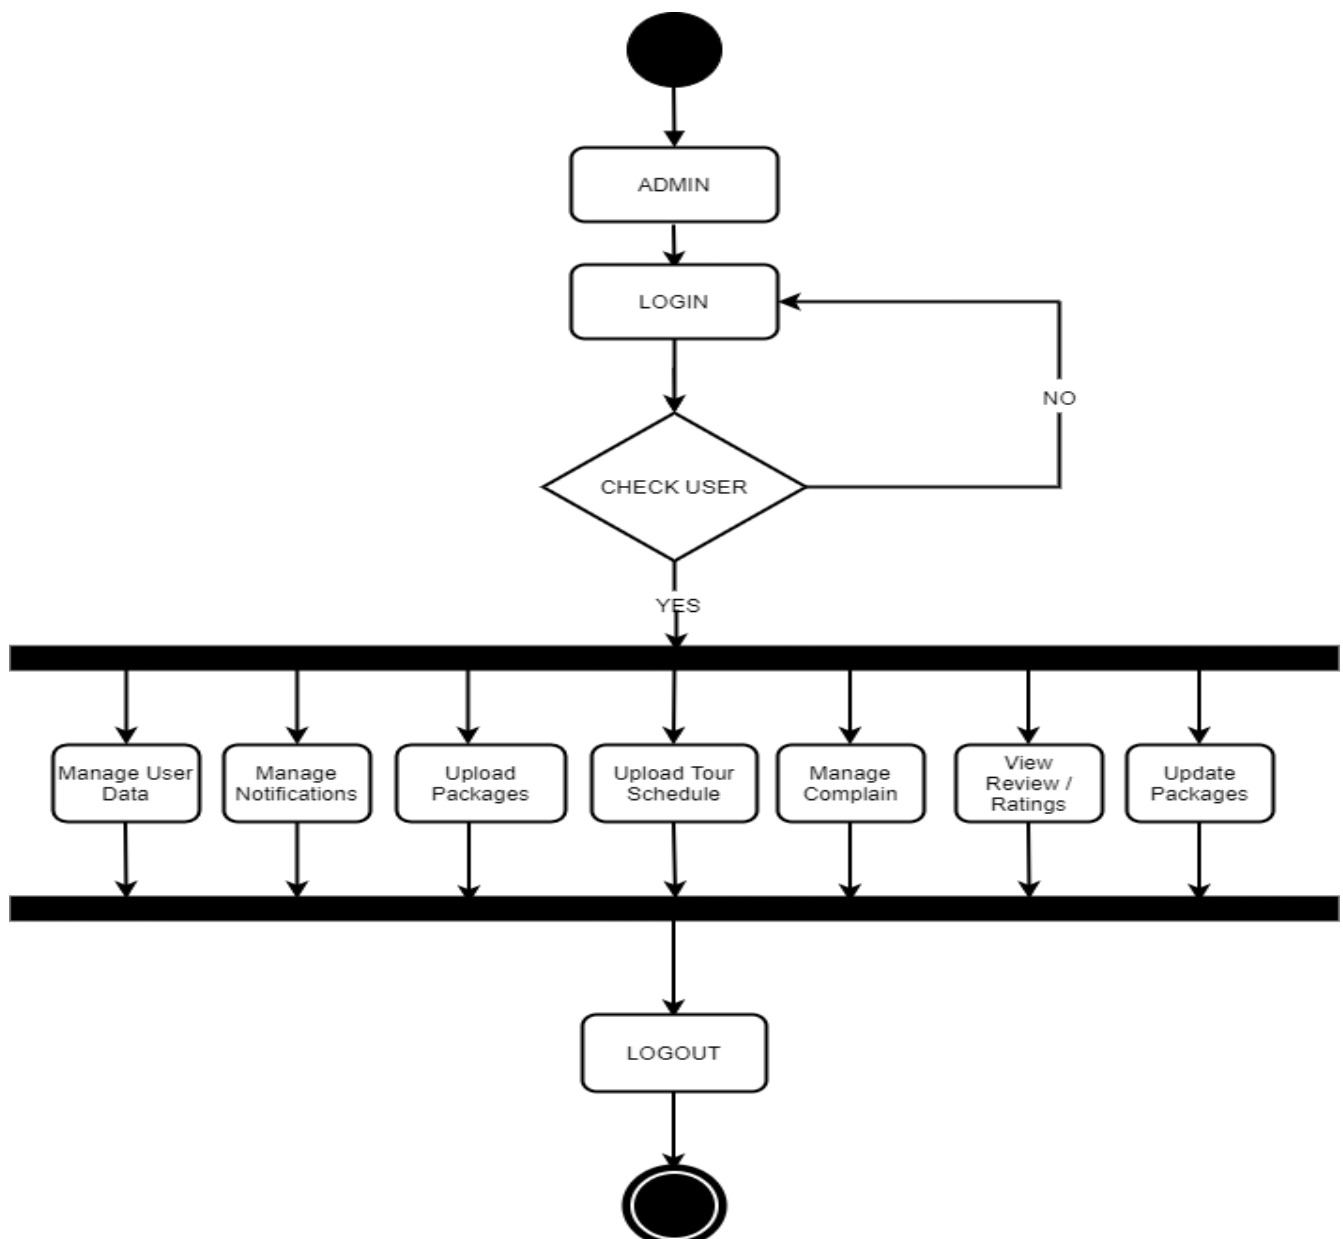 ADMIN
LOGIN
NO
CHECK USER
YES
Manage User
Data
Manage
Notifications
Upload
Packages
Upload Tour
Schedule
Manage
Complain
View
Review /
Ratings
Update
Packages
LOGOUT